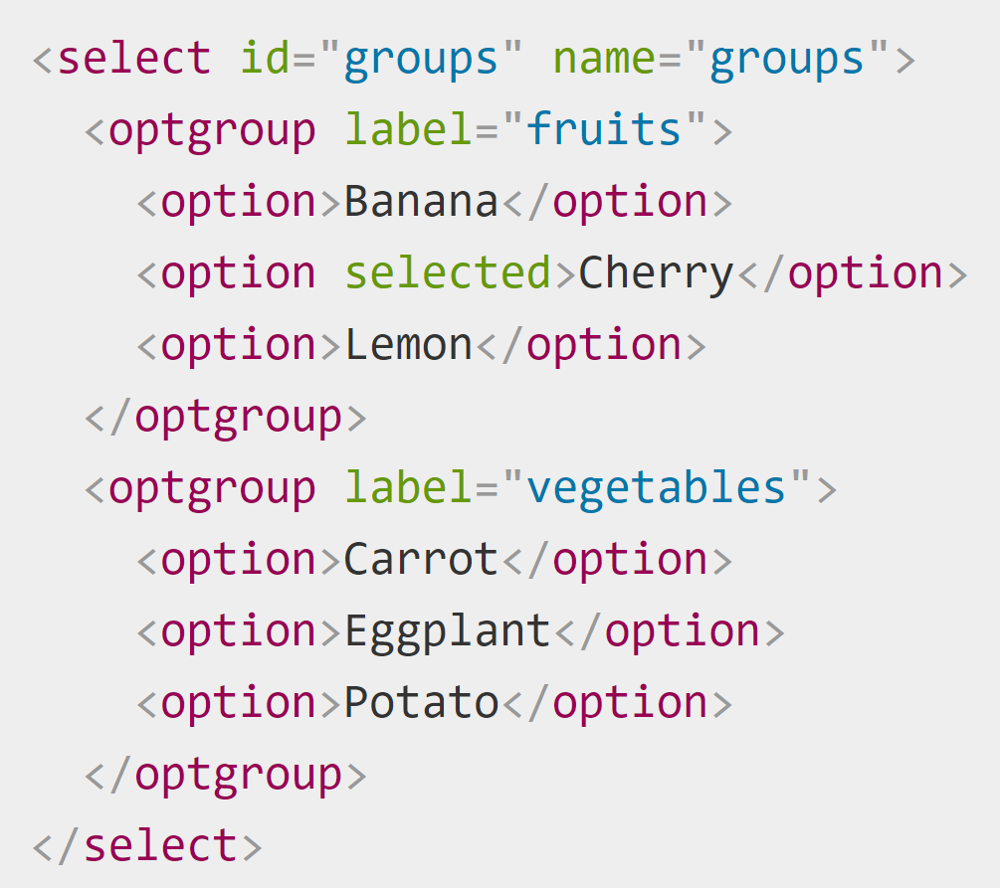 <select id="groups" name="groups">
  <optgroup label="fruits">
    <option>Banana</option>
    <option selected>Cherry</option>
    <option>Lemon</option>
  </optgroup>
  <optgroup label="vegetables">
    <option>Carrot</option>
    <option>Eggplant</option>
    <option>Potato</option>
  </optgroup>
</select>